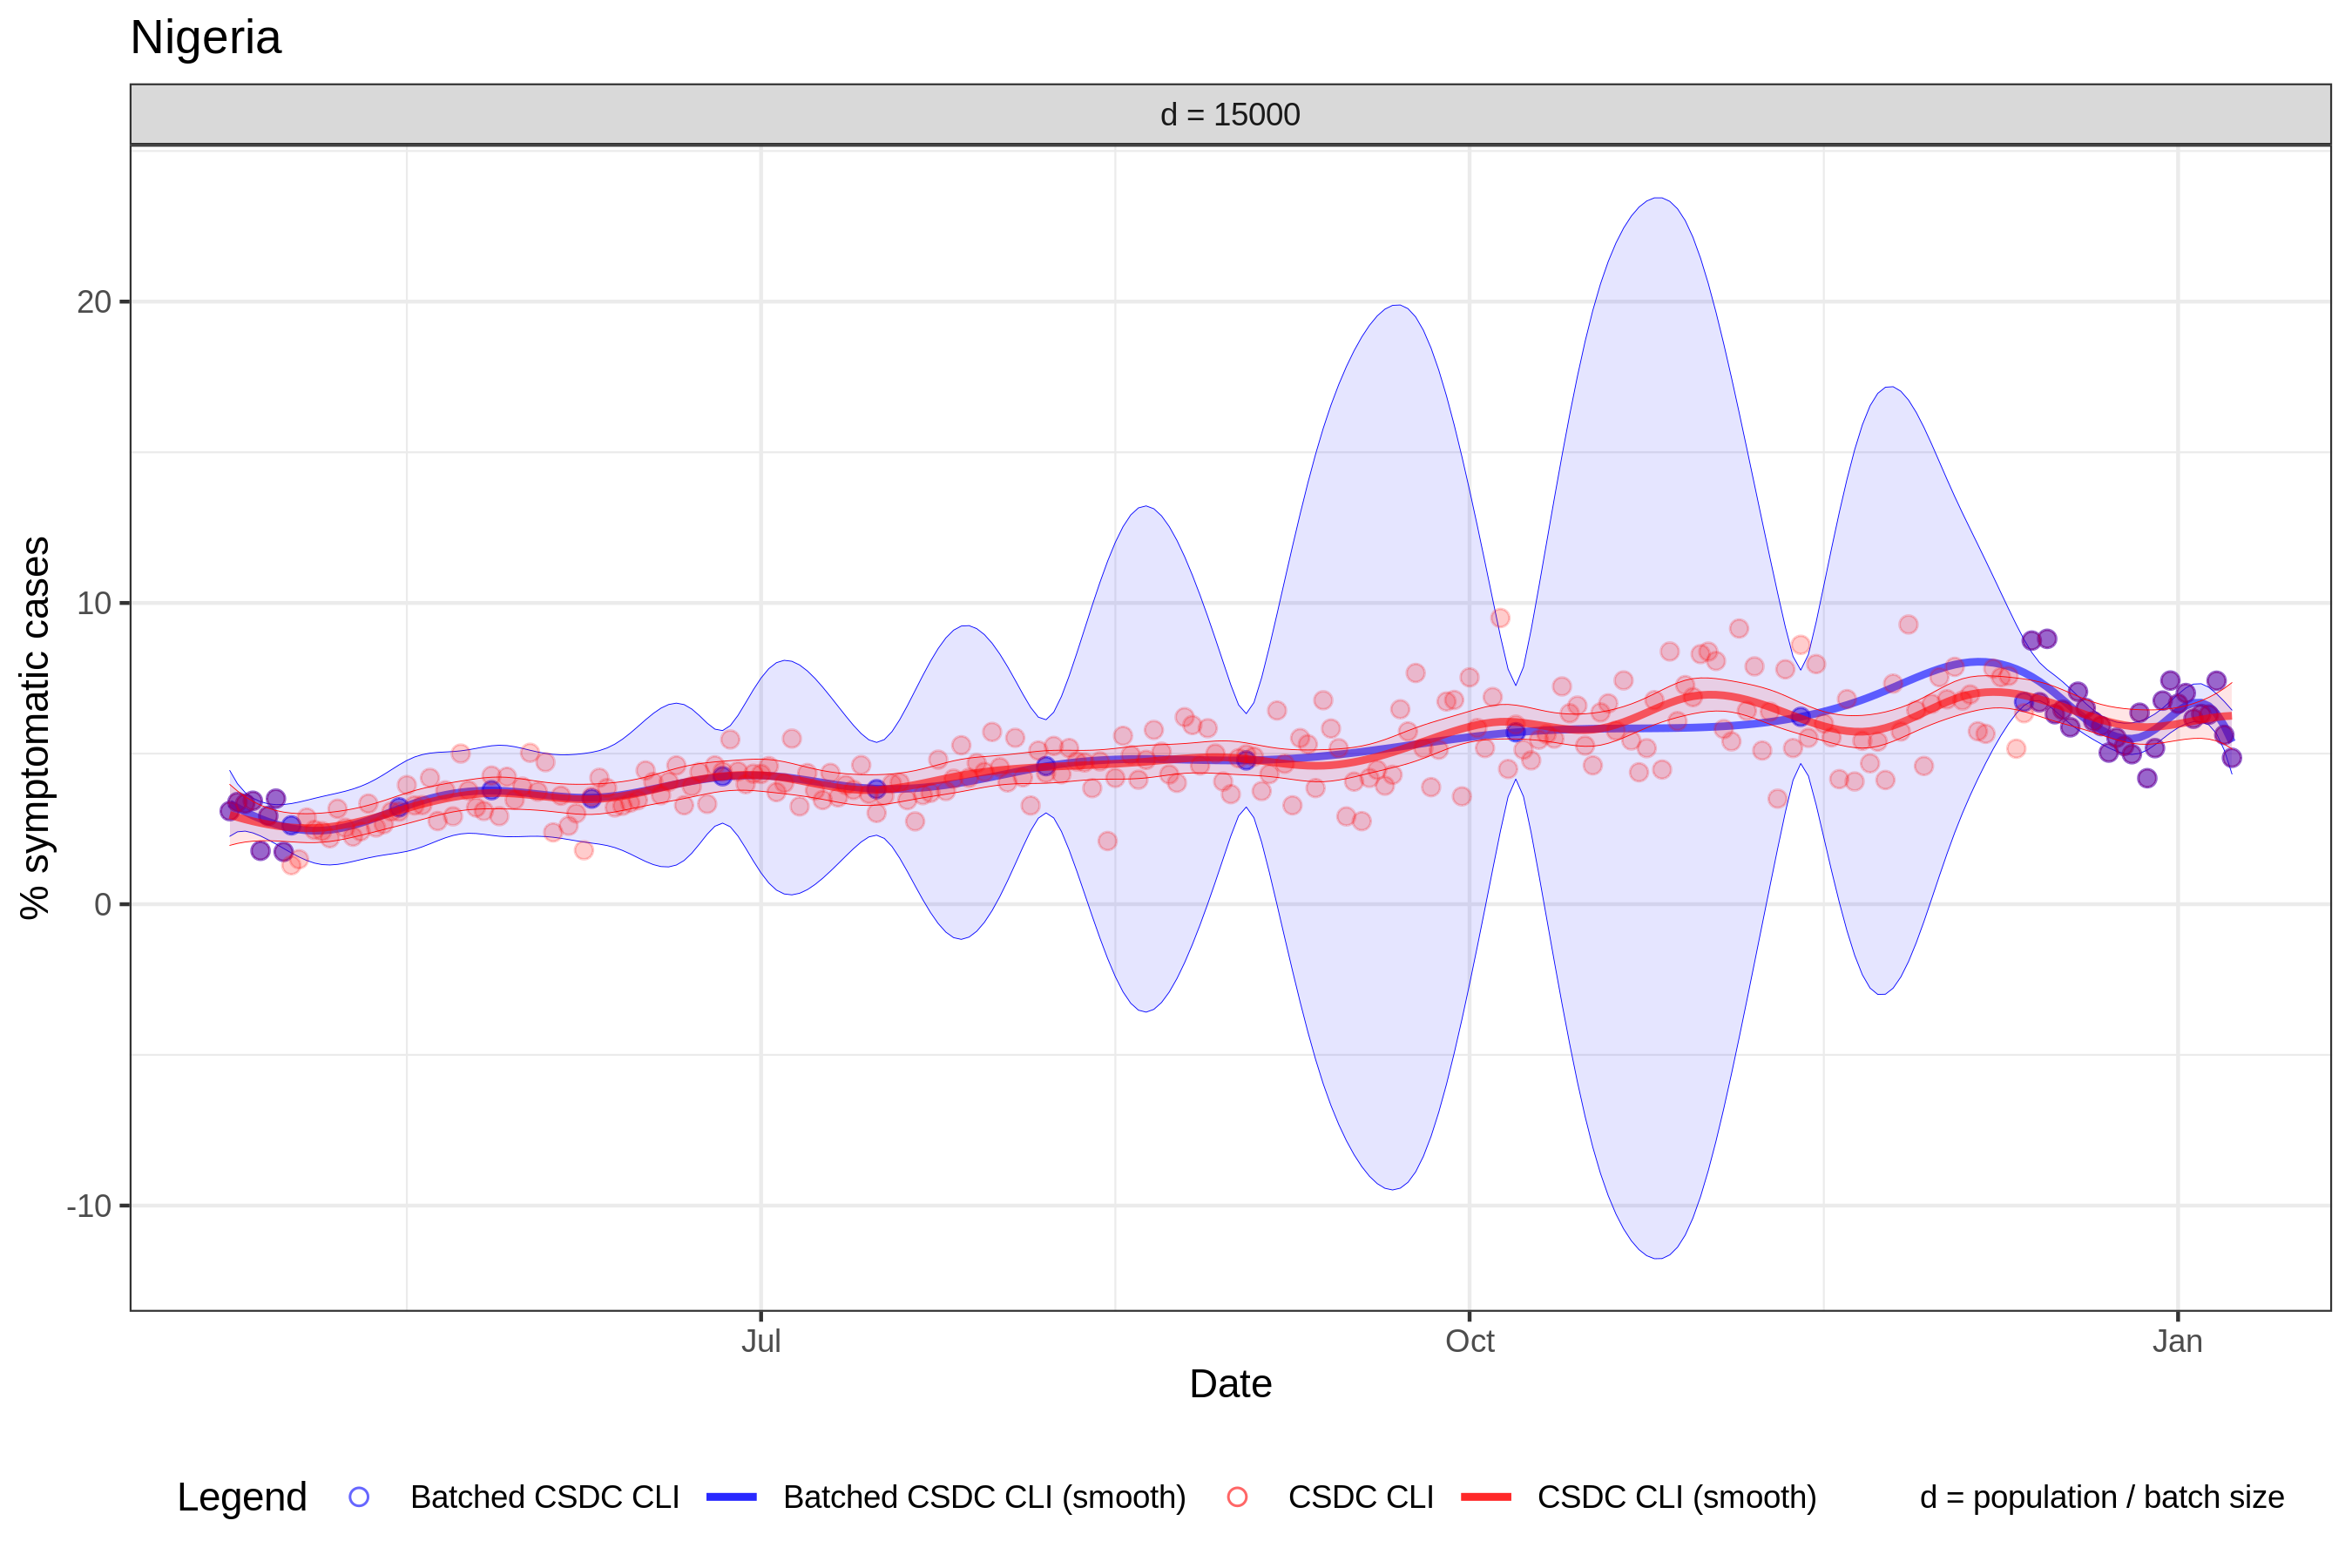 Nigeria
d = 15000
% symptomatic cases
20
10
0
-10
Jul
Oct
Jan
Date
Legend
Batched CSDC CLI
Batched CSDC CLI (smooth)
CSDC CLI
CSDC CLI (smooth)
d = population / batch size